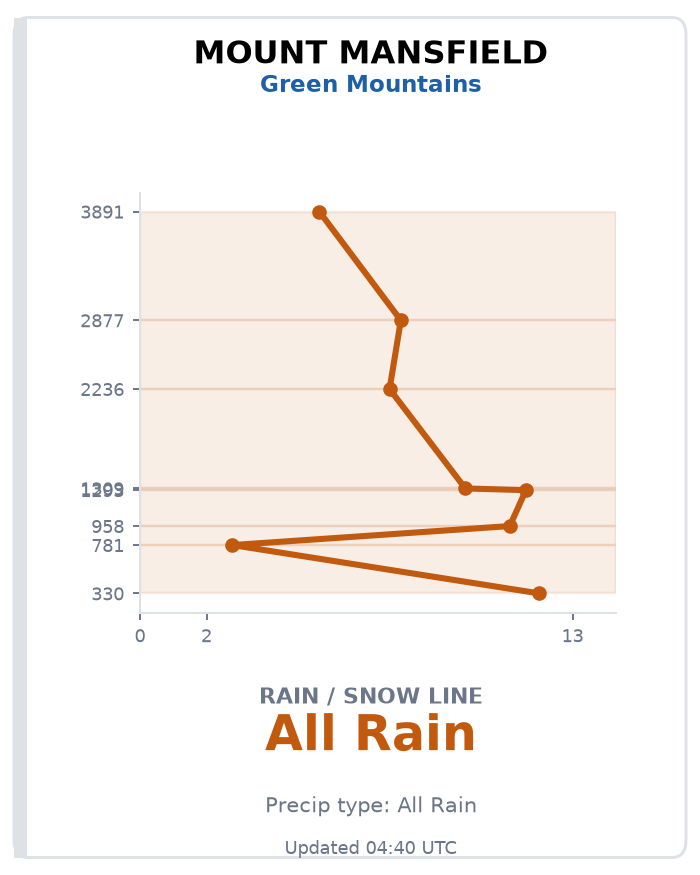 MOUNT MANSFIELD
Green Mountains
3891
2877
2236
958
781
330
0 2 13
RAIN / SNOW LINE
All Rain
Precip type: All Rain
Updated 04:40 UTC